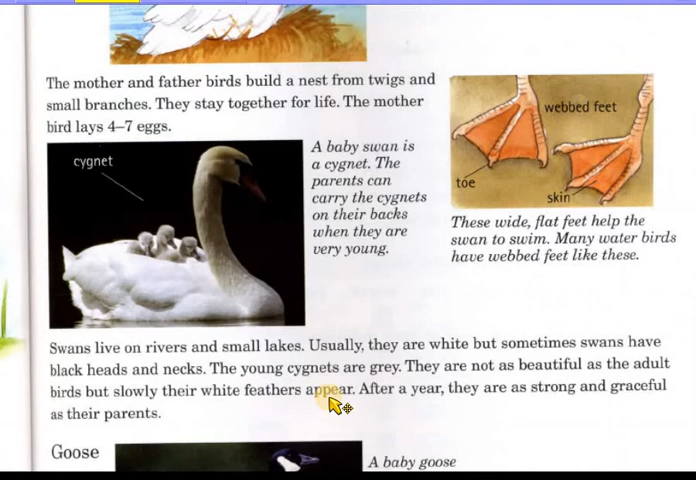 The mother and father birds build a nest from twigs and
small branches. They stay together for life. The mother
bird lays 4–7 eggs.
cygnet
A baby swan is
a cygnet. The
parents can
carry the cygnets
on their backs
when they are
very young.
webbed feet
toe
skin
These wide, flat feet help the
swan to swim. Many water birds
have webbed feet like these.
Swans live on rivers and small lakes. Usually, they are white but sometimes swans have
black heads and necks. The young cygnets are grey. They are not as beautiful as the adult
birds but slowly their white feathers appear. After a year, they are as strong and graceful
as their parents.
Goose
A baby goose